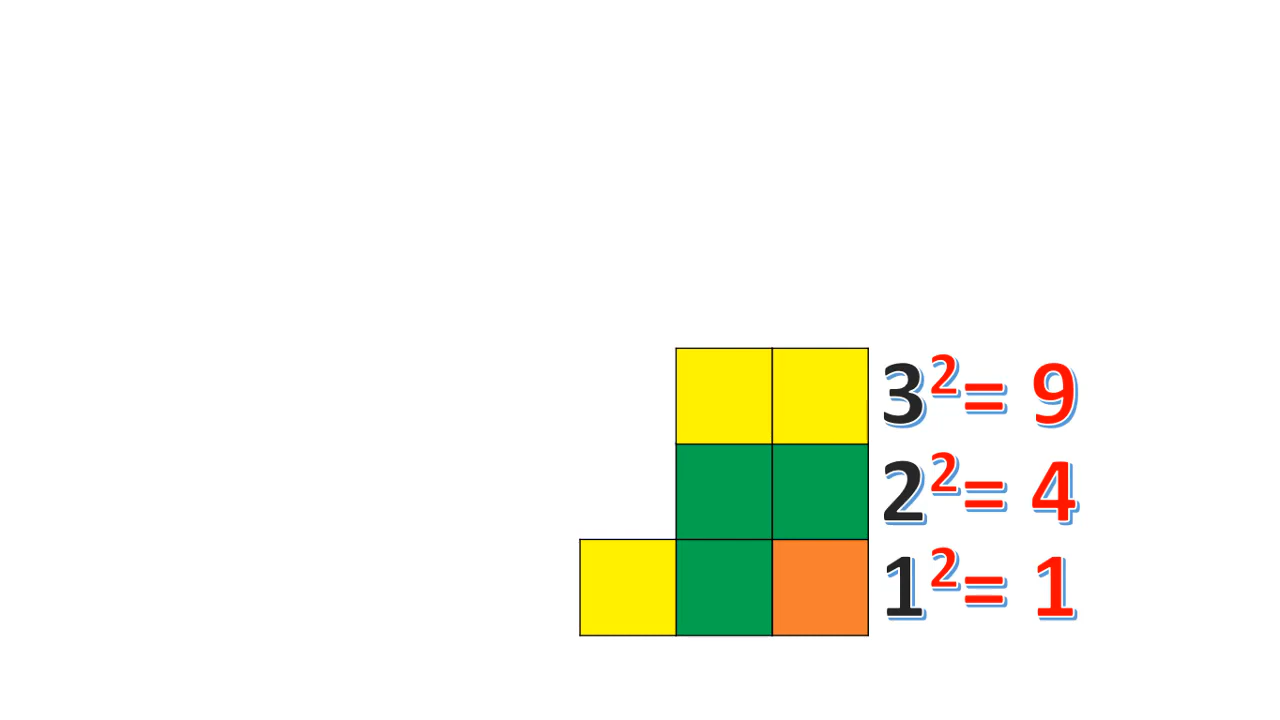 3²= 9
2²= 4
1²= 1